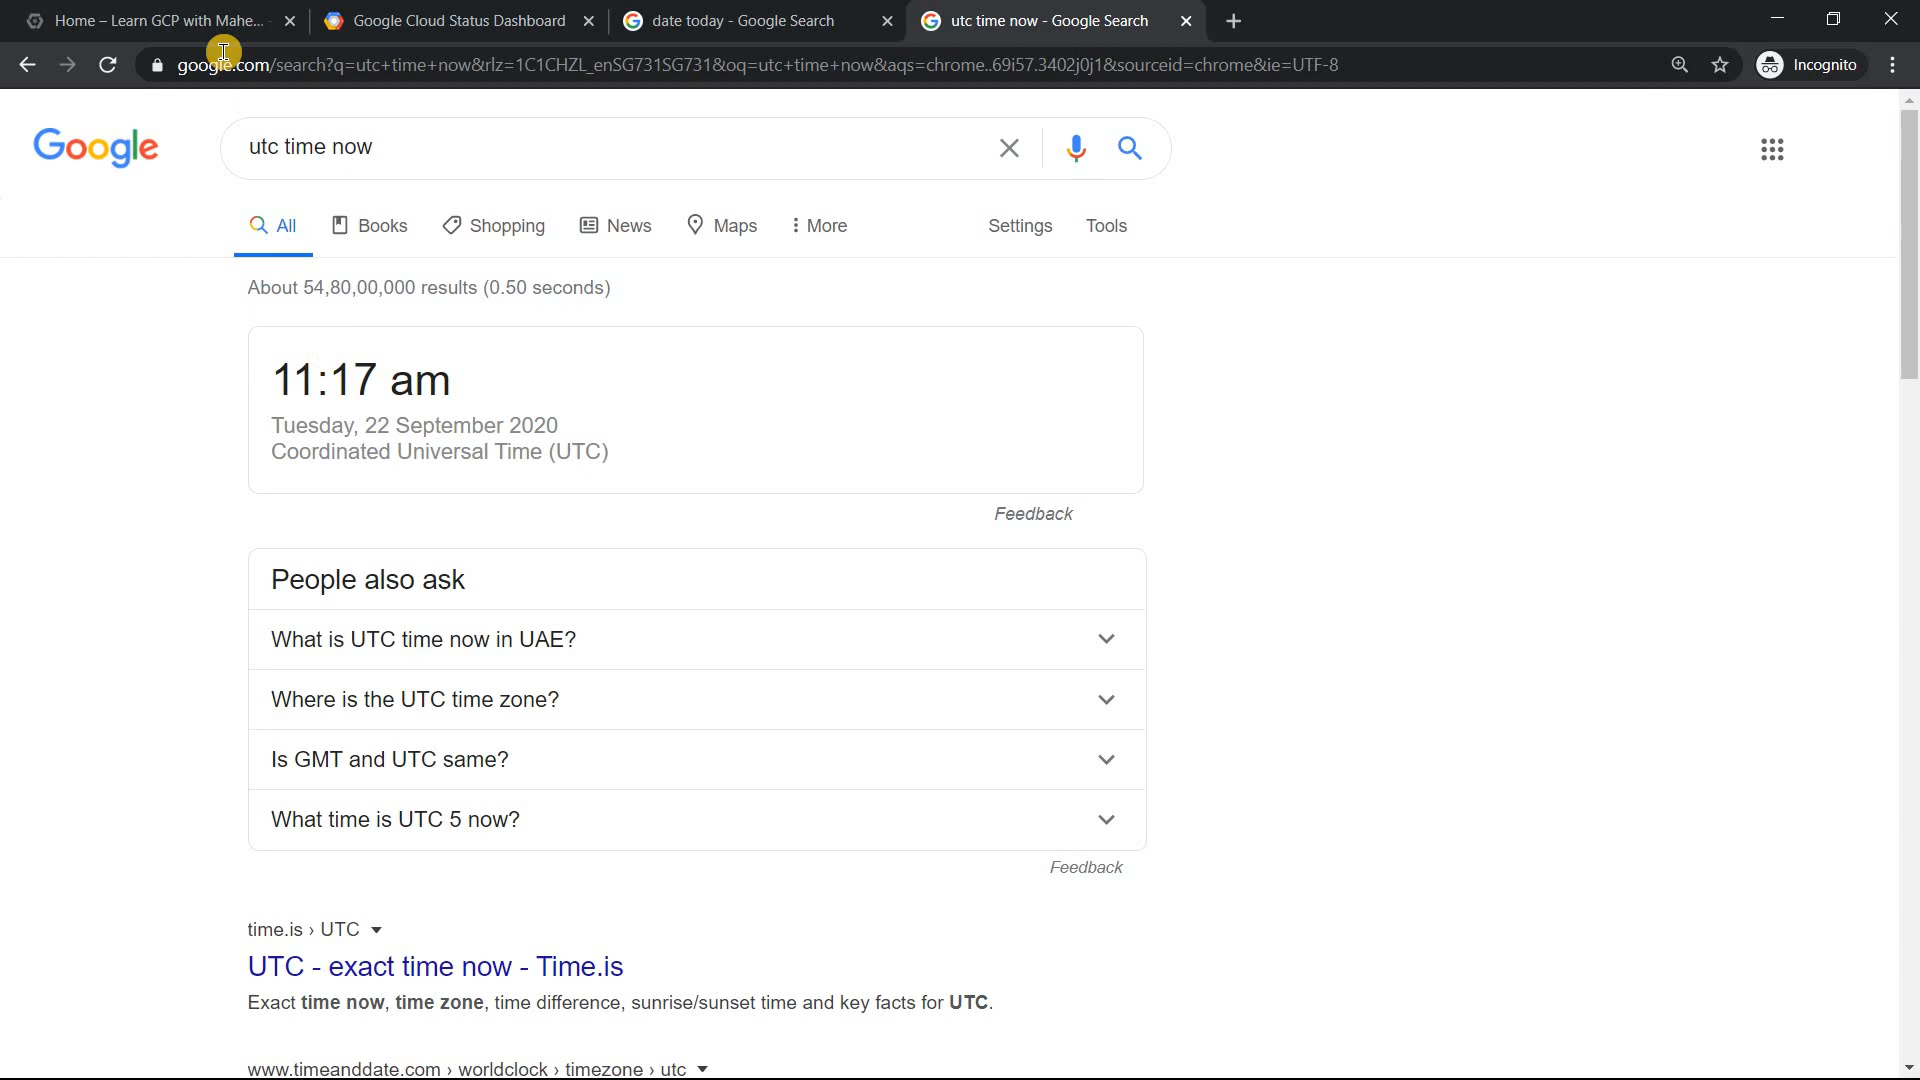 Home – Learn GCP with Mahe...
Google Cloud Status Dashboard
date today - Google Search
utc time now - Google Search
google.com/search?q=utc+time+now&rlz=1C1CHZL_enSG731SG731&oq=utc+time+now&aqs=chrome..69i57.3402j0j1&sourceid=chrome&ie=UTF-8
Incognito
Google
utc time now
All
Books
Shopping
News
Maps
More
Settings
Tools
About 54,80,00,000 results (0.50 seconds)
11:17 am
Tuesday, 22 September 2020
Coordinated Universal Time (UTC)
Feedback
People also ask
What is UTC time now in UAE?
Where is the UTC time zone?
Is GMT and UTC same?
What time is UTC 5 now?
Feedback
time.is › UTC
UTC - exact time now - Time.is
Exact time now, time zone, time difference, sunrise/sunset time and key facts for UTC.
www.timeanddate.com › worldclock › timezone › utc